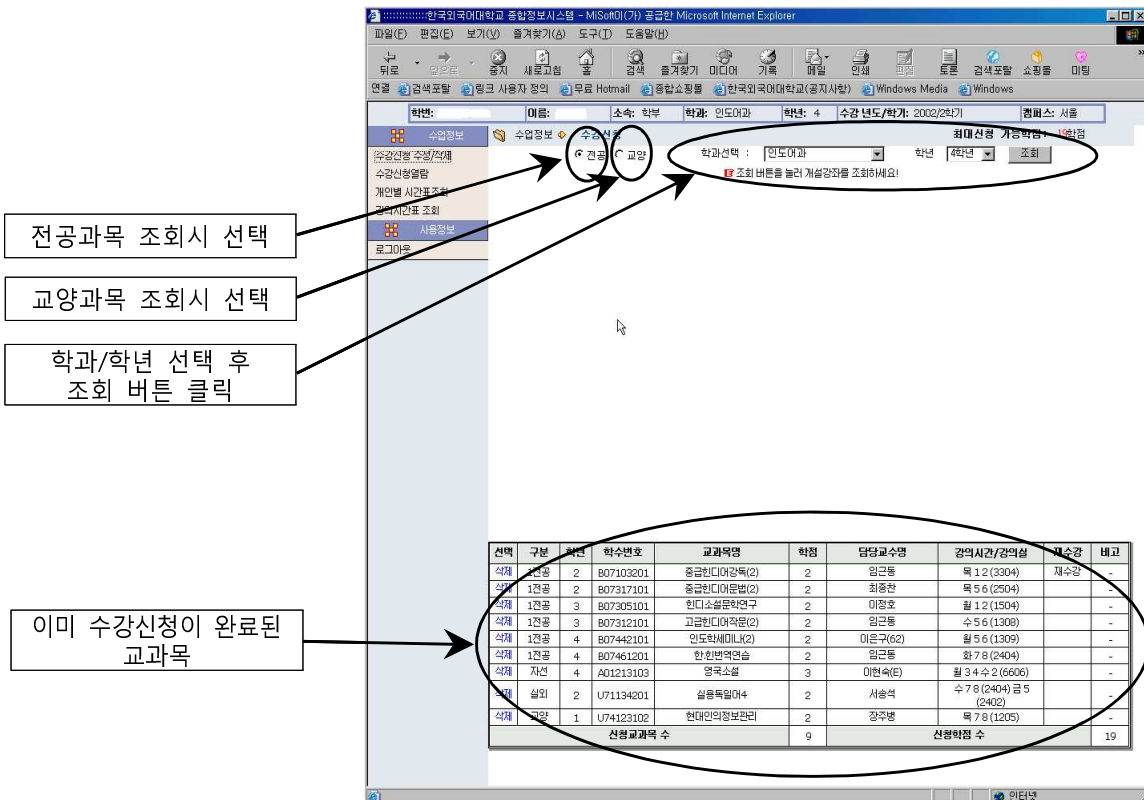 :::::::::::::::한국외국어대학교 종합정보시스템 - MiSoft이(가) 공급한 Microsoft Internet Explorer
파일(F) 편집(E) 보기(V) 즐겨찾기(A) 도구(T) 도움말(H)
뒤로 앞으로 중지 새로고침 홈 검색 즐겨찾기 미디어 기록 메일 인쇄 편집 토론 검색포탈 쇼핑몰 미팅
연결 검색포탈 링크 사용자 정의 무료 Hotmail 종합쇼핑몰 한국외국어대학교(공지사항) Windows Media Windows
학번: 이름: 소속: 학부 학과: 인도어과 학년: 4 수강 년도/학기: 2002/2학기 캠퍼스: 서울
수업정보
수강신청 수정/삭제
수강신청열람
개인별 시간표조회
강의시간표 조회
사용정보
로그아웃
수업정보 수강신청 최대신청 가능학점: 19학점
전공 교양 학과선택 : 인도어과 학년 4학년 조회
조회 버튼을 눌러 개설강좌를 조회하세요!
전공과목 조회시 선택
교양과목 조회시 선택
학과/학년 선택 후
조회 버튼 클릭
이미 수강신청이 완료된
교과목
선택 구분 학년 학수번호 교과목명 학점 담당교수명 강의시간/강의실 재수강 비고
삭제 1전공 2 B07103201 중급힌디어강독(2) 2 임근동 목 1 2 (3304) 재수강 -
삭제 1전공 2 B07317101 중급힌디어문법(2) 2 최종찬 목 5 6 (2504) -
삭제 1전공 3 B07305101 힌디소설문학연구 2 이정호 월 1 2 (1504) -
삭제 1전공 3 B07312101 고급힌디어작문(2) 2 임근동 수 5 6 (1308) -
삭제 1전공 4 B07442101 인도학세미나(2) 2 이은구(62) 월 5 6 (1309) -
삭제 1전공 4 B07461201 한.힌번역연습 2 임근동 화 7 8 (2404) -
삭제 자선 4 A01213103 영국소설 3 이현숙(E) 월 3 4 수 2 (6606) -
삭제 실외 2 U71134201 실용독일어4 2 서송석 수 7 8 (2404) 금 5 (2402) -
삭제 교양 1 U74123102 현대인의정보관리 2 장주병 목 7 8 (1205) -
신청교과목 수 9 신청학점 수 19
인터넷